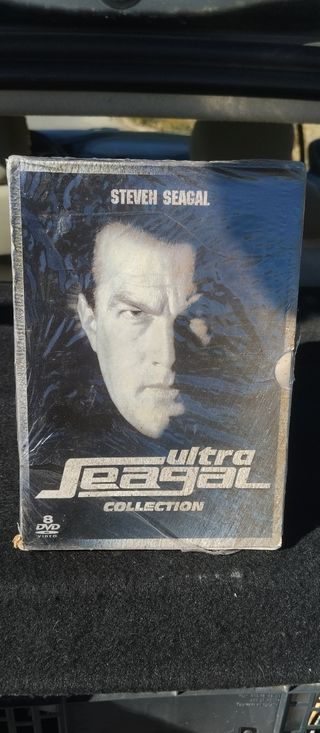 STEVEN SEAGAL
ultra
SEAGAL
COLLECTION
8
DVD
VIDEO